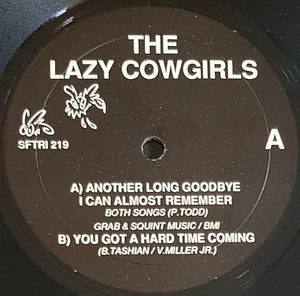 THE
LAZY COWGIRLS
SFTRI 219
A
A) ANOTHER LONG GOODBYE
I CAN ALMOST REMEMBER
BOTH SONGS (P.TODD)
GRAB & SQUINT MUSIC / BMI
B) YOU GOT A HARD TIME COMING
(B.TASHIAN / V.MILLER JR.)